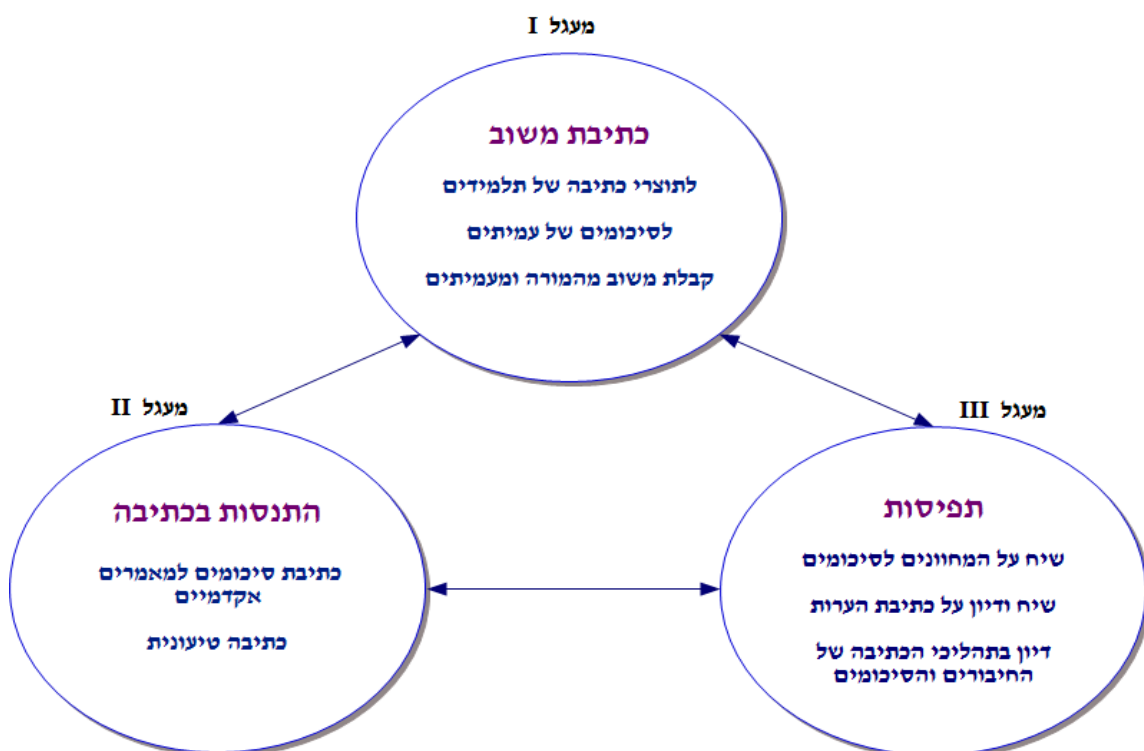 מעגל I
כתיבת משוב
לתוצרי כתיבה של תלמידים
לסיכומים של עמיתים
קבלת משוב מהמורה ומעמיתים
מעגל II
התנסות בכתיבה
כתיבת סיכומים למאמרים
אקדמיים
כתיבה טיעונית
מעגל III
תפיסות
שיח על המחוונים לסיכומים
שיח ודיון על כתיבת הערות
דיון בתהליכי הכתיבה של
החיבורים והסיכומים